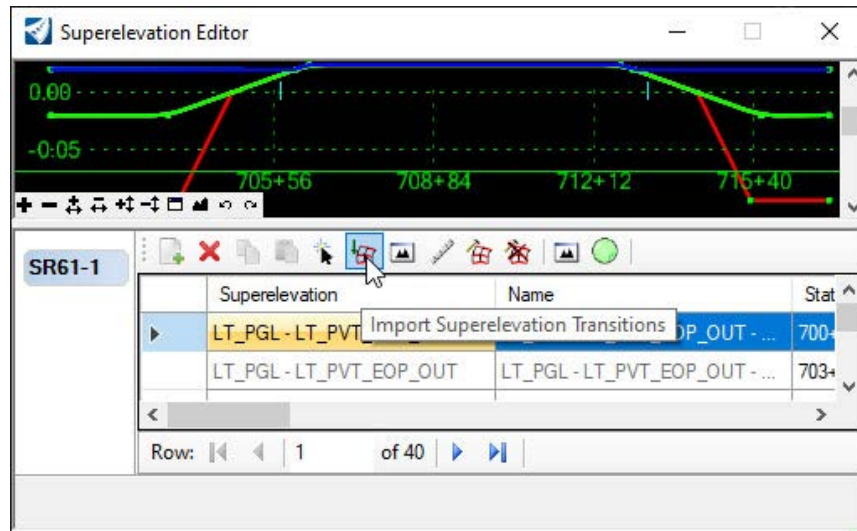 Superelevation Editor
0.00
-0.05
705+56 708+84 712+12 715+40
SR61-1
Superelevation Name Stat
Import Superelevation Transitions
LT_PGL - LT_PVT EOP_OUT - ... 700+
LT_PGL - LT_PVT_EOP_OUT LT_PGL - LT_PVT_EOP_OUT - ... 703+
Row: 1 of 40